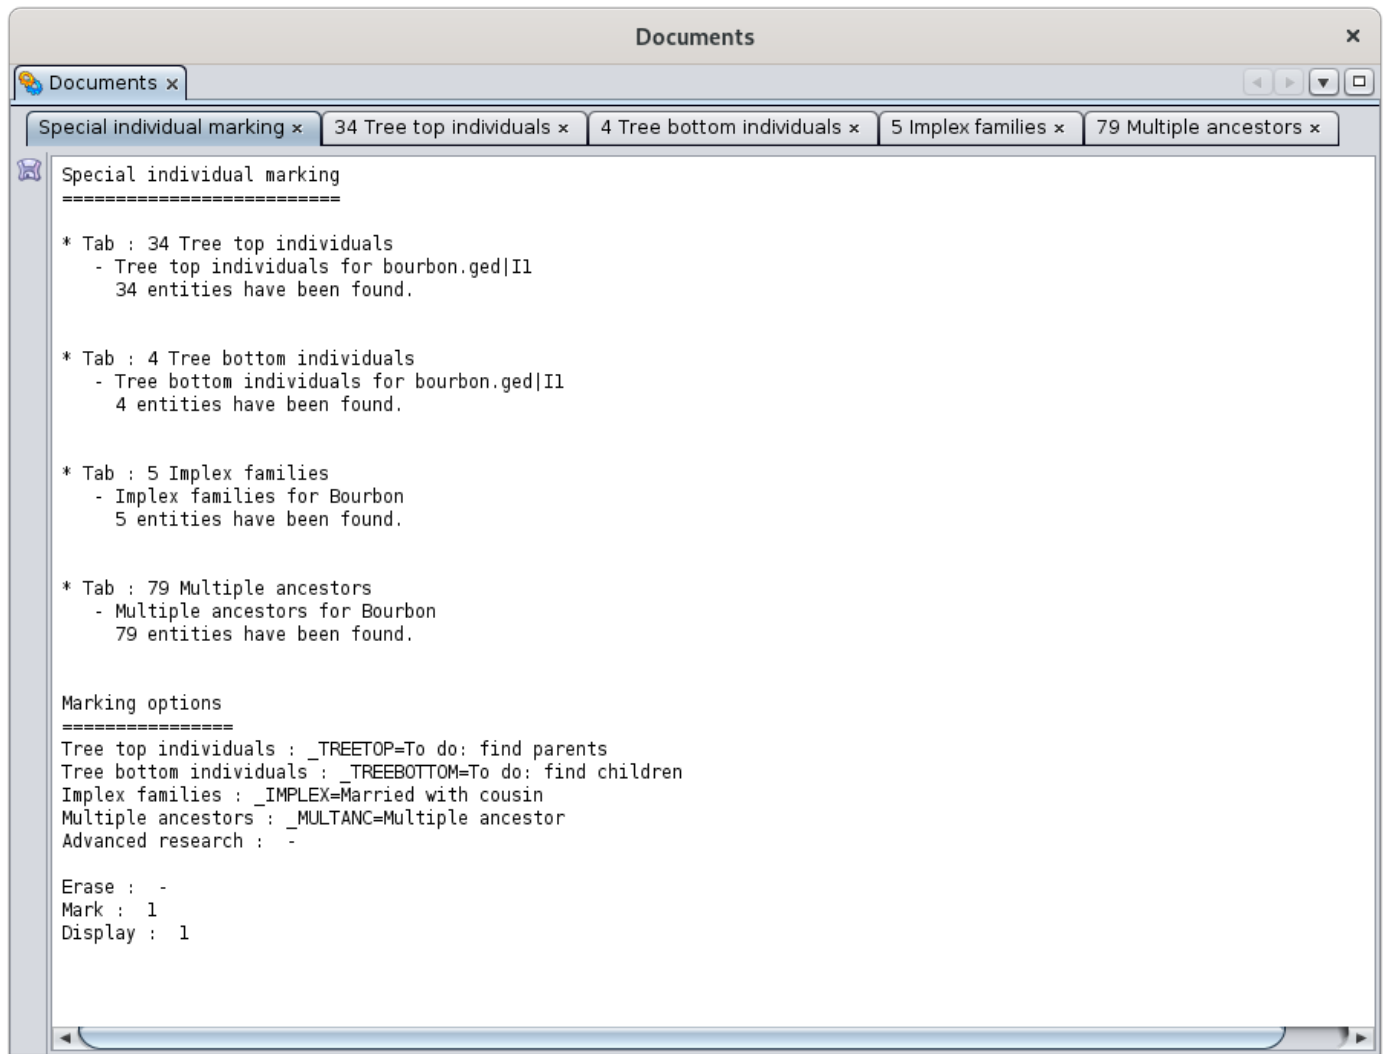 Documents
Documents
Special individual marking
34 Tree top individuals
4 Tree bottom individuals
5 Implex families
79 Multiple ancestors
Special individual marking
==========================
* Tab : 34 Tree top individuals
- Tree top individuals for bourbon.ged|I1
34 entities have been found.
* Tab : 4 Tree bottom individuals
- Tree bottom individuals for bourbon.ged|I1
4 entities have been found.
* Tab : 5 Implex families
- Implex families for Bourbon
5 entities have been found.
* Tab : 79 Multiple ancestors
- Multiple ancestors for Bourbon
79 entities have been found.
Marking options
================
Tree top individuals : _TREETOP=To do: find parents
Tree bottom individuals : _TREEBOTTOM=To do: find children
Implex families : _IMPLEX=Married with cousin
Multiple ancestors : _MULTANC=Multiple ancestor
Advanced research :  -
Erase :  -
Mark :  1
Display :  1